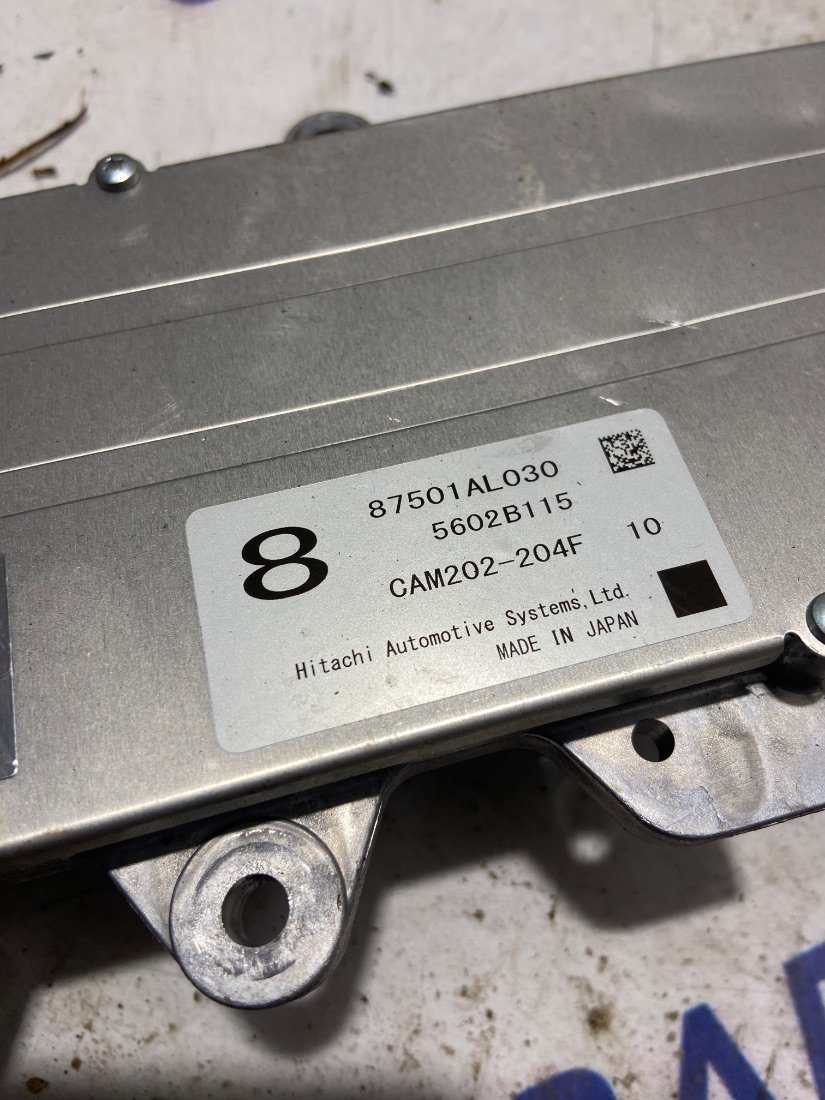 8
87501AL030
5602B115
CAM202-204F 10
Hitachi Automotive Systems,Ltd.
MADE IN JAPAN